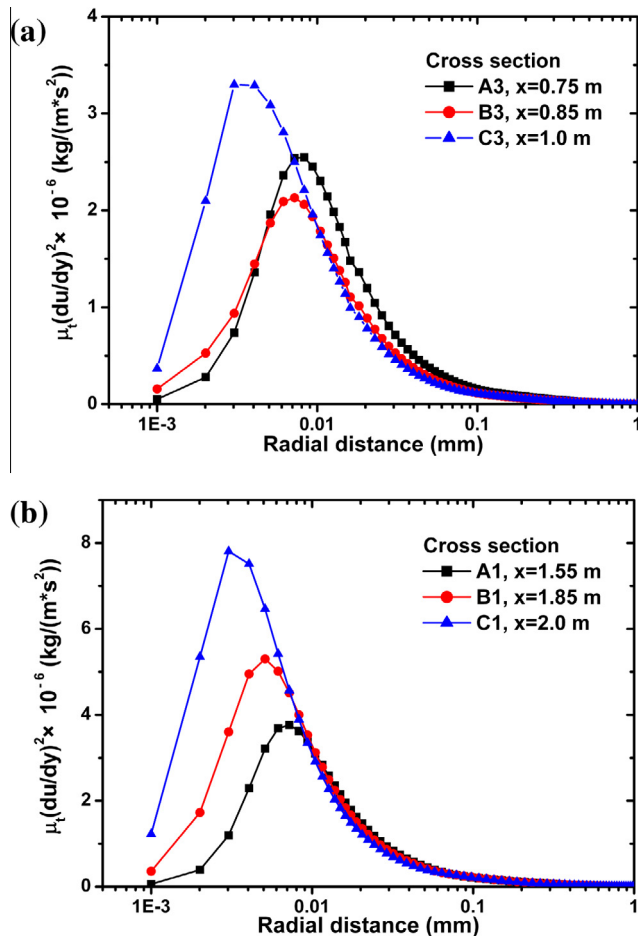 (a)
4
3
2
1
0
μt(du/dy)²× 10⁻⁶ (kg/(m*s²))
Cross section
A3, x=0.75 m
B3, x=0.85 m
C3, x=1.0 m
1E-3 0.01 0.1 1
Radial distance (mm)
(b)
8
6
4
2
0
μt(du/dy)²× 10⁻⁶ (kg/(m*s²))
Cross section
A1, x=1.55 m
B1, x=1.85 m
C1, x=2.0 m
1E-3 0.01 0.1 1
Radial distance (mm)